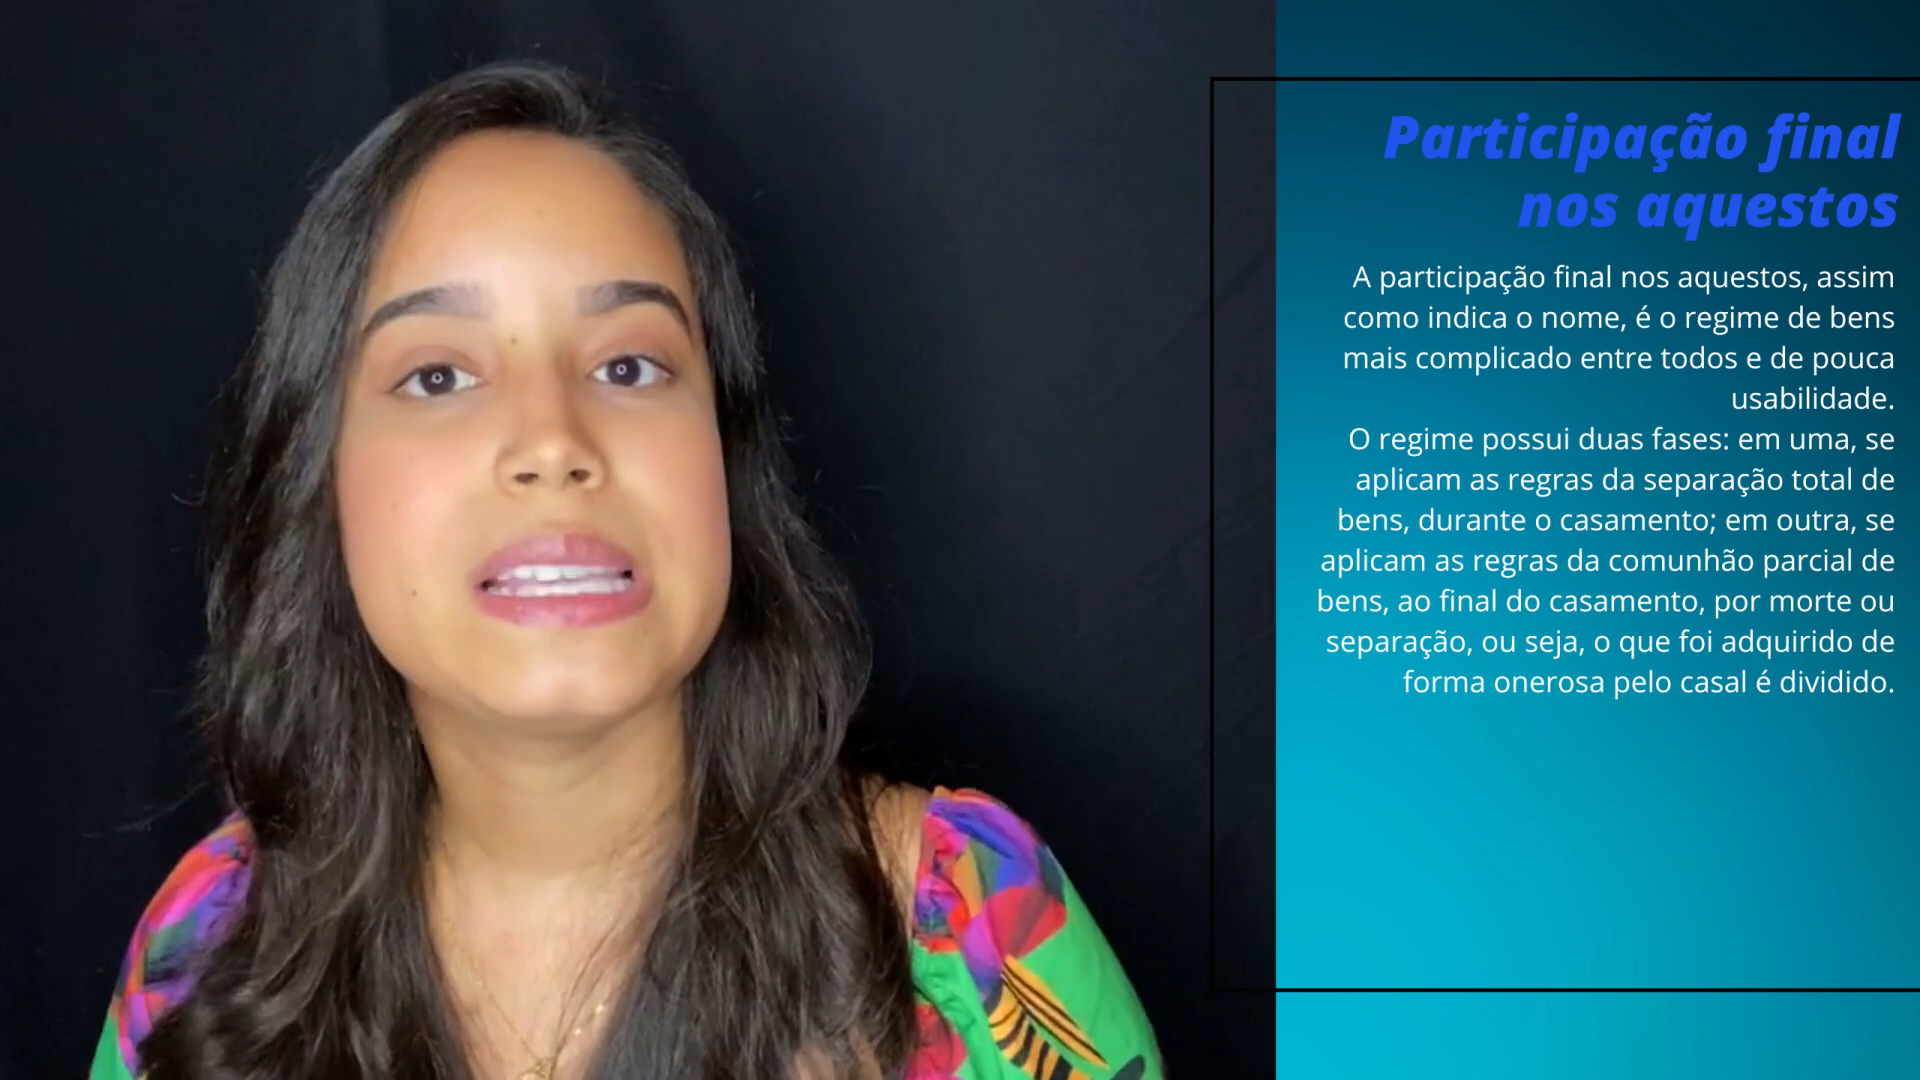 Participação final
nos aquestos
A participação final nos aquestos, assim
como indica o nome, é o regime de bens
mais complicado entre todos e de pouca
usabilidade.
O regime possui duas fases: em uma, se
aplicam as regras da separação total de
bens, durante o casamento; em outra, se
aplicam as regras da comunhão parcial de
bens, ao final do casamento, por morte ou
separação, ou seja, o que foi adquirido de
forma onerosa pelo casal é dividido.